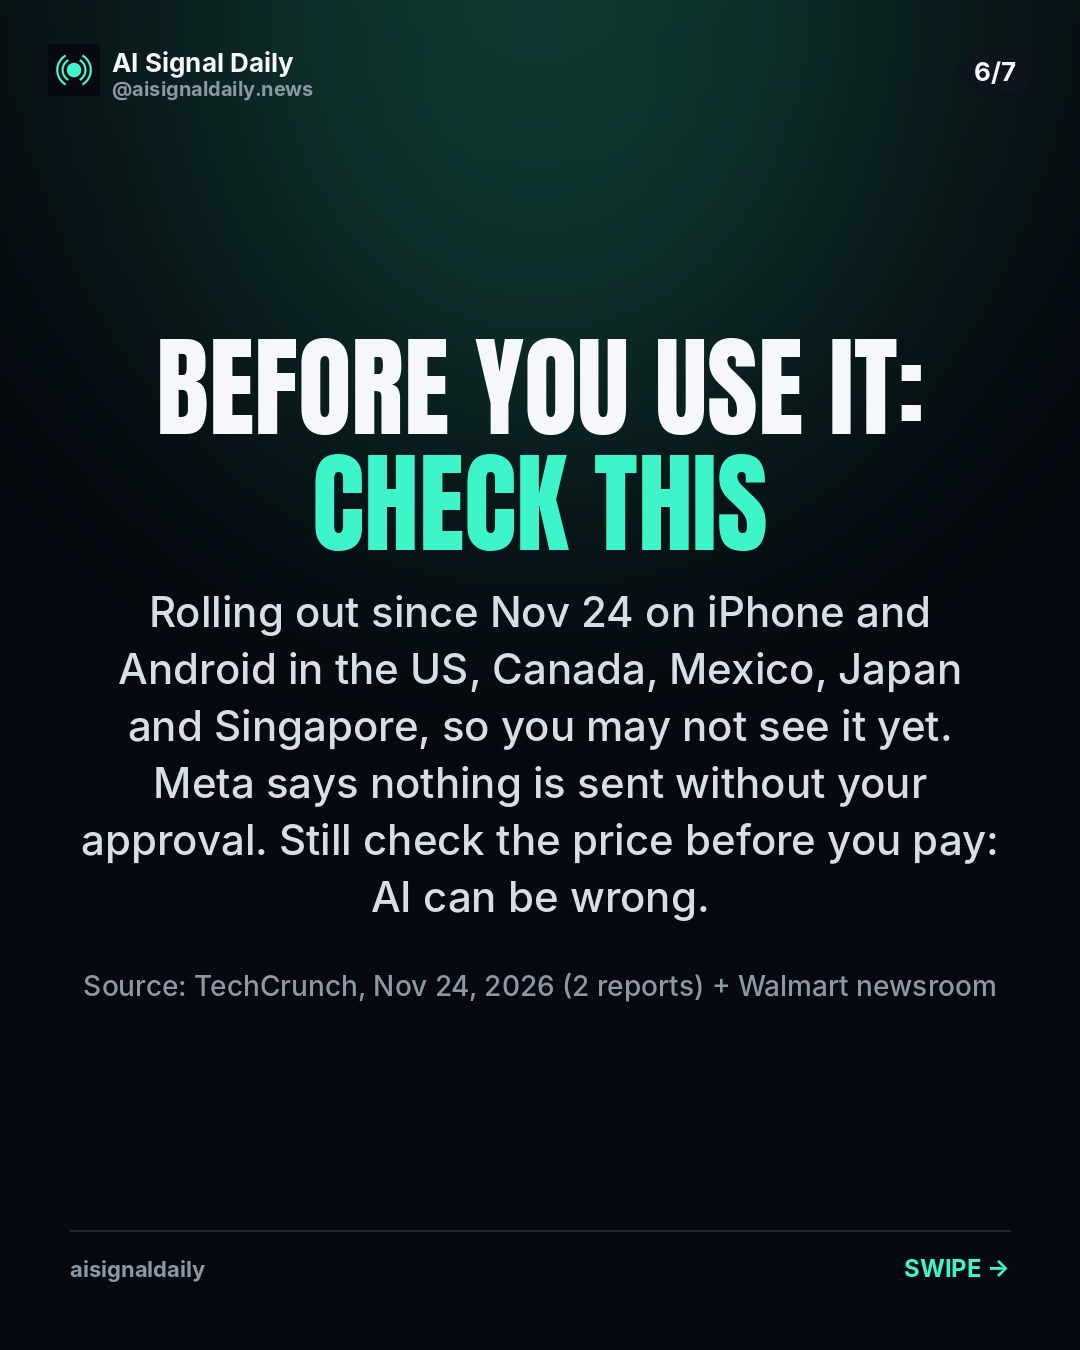 AI Signal Daily
@aisignaldaily.news
6/7
BEFORE YOU USE IT:
CHECK THIS
Rolling out since Nov 24 on iPhone and
Android in the US, Canada, Mexico, Japan
and Singapore, so you may not see it yet.
Meta says nothing is sent without your
approval. Still check the price before you pay:
AI can be wrong.
Source: TechCrunch, Nov 24, 2026 (2 reports) + Walmart newsroom
aisignaldaily
SWIPE →